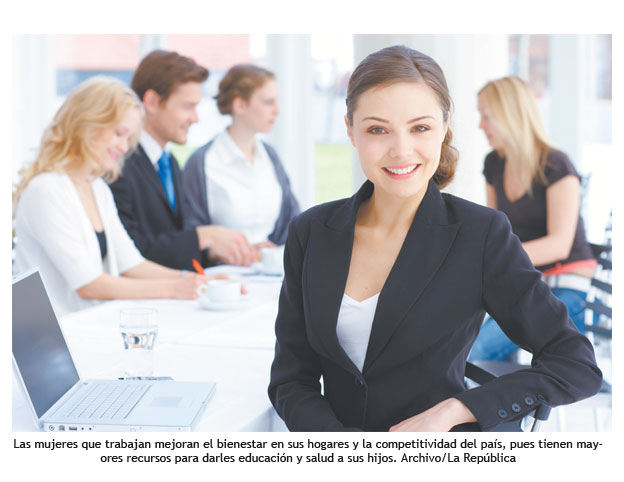 Las mujeres que trabajan mejoran el bienestar en sus hogares y la competitividad del país, pues tienen may-
ores recursos para darles educación y salud a sus hijos. Archivo/La República